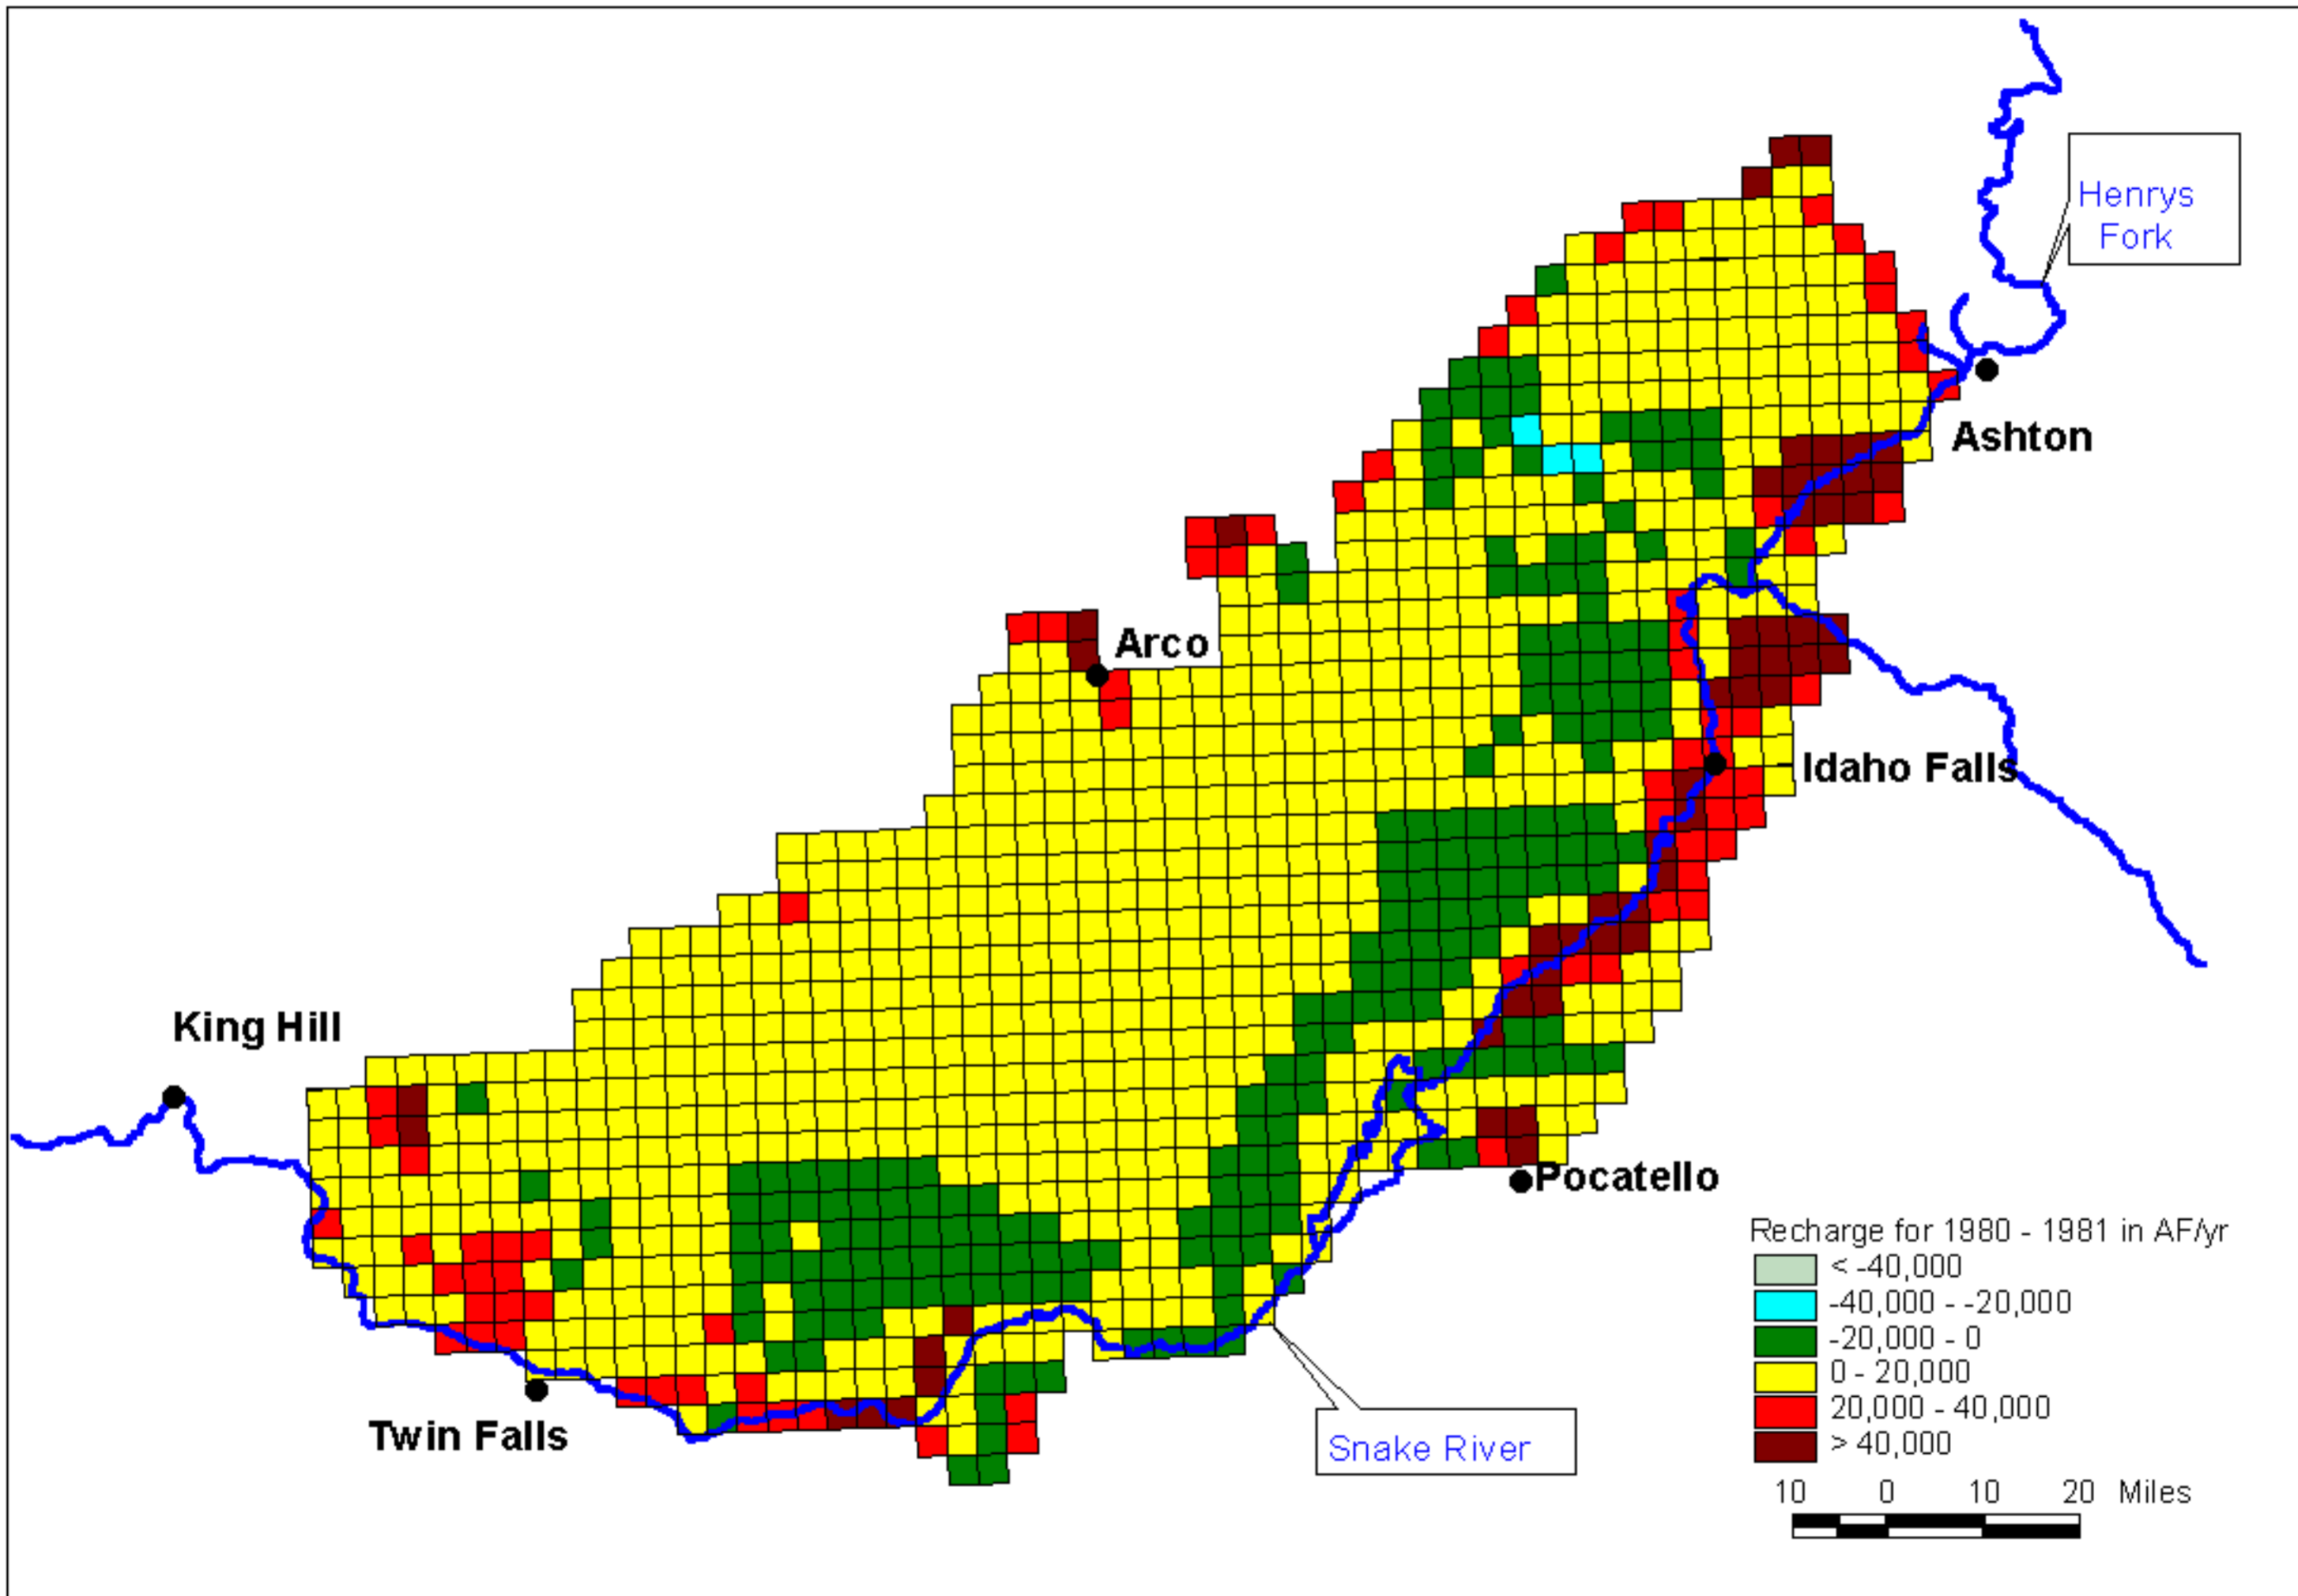 Henrys
Fork
Ashton
Arco
Idaho Falls
King Hill
Pocatello
Twin Falls
Snake River
Recharge for 1980 - 1981 in AF/yr
< -40,000
-40,000 - -20,000
-20,000 - 0
0 - 20,000
20,000 - 40,000
> 40,000
10 0 10 20 Miles